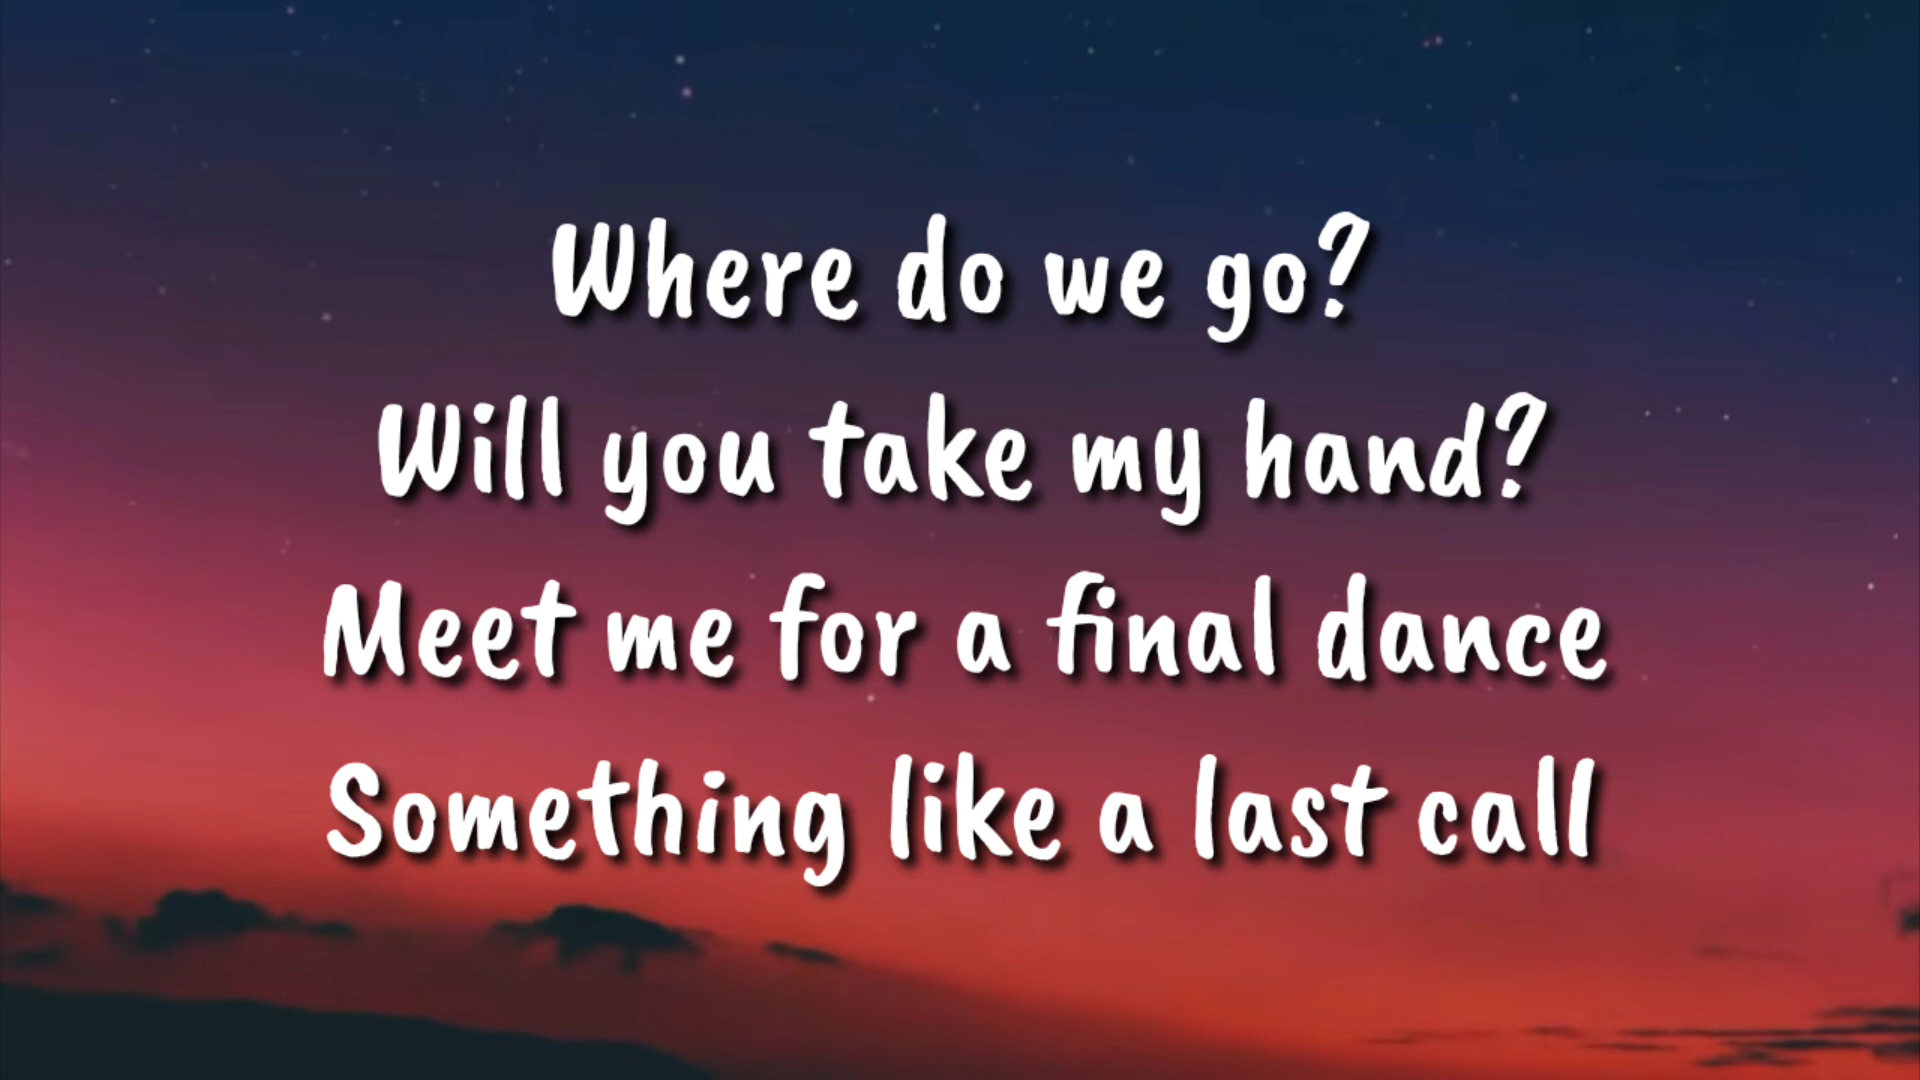 Where do we go?
Will you take my hand?
Meet me for a final dance
Something like a last call